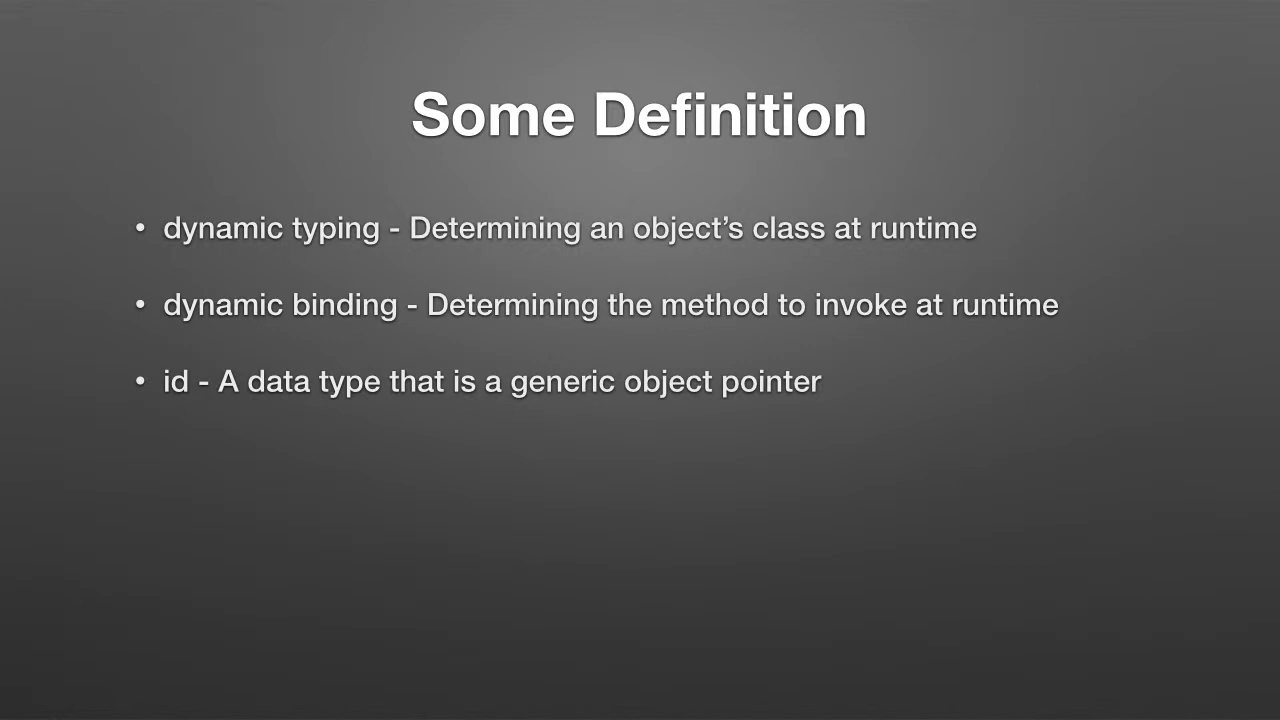 Some Definition
• dynamic typing - Determining an object’s class at runtime
• dynamic binding - Determining the method to invoke at runtime
• id - A data type that is a generic object pointer